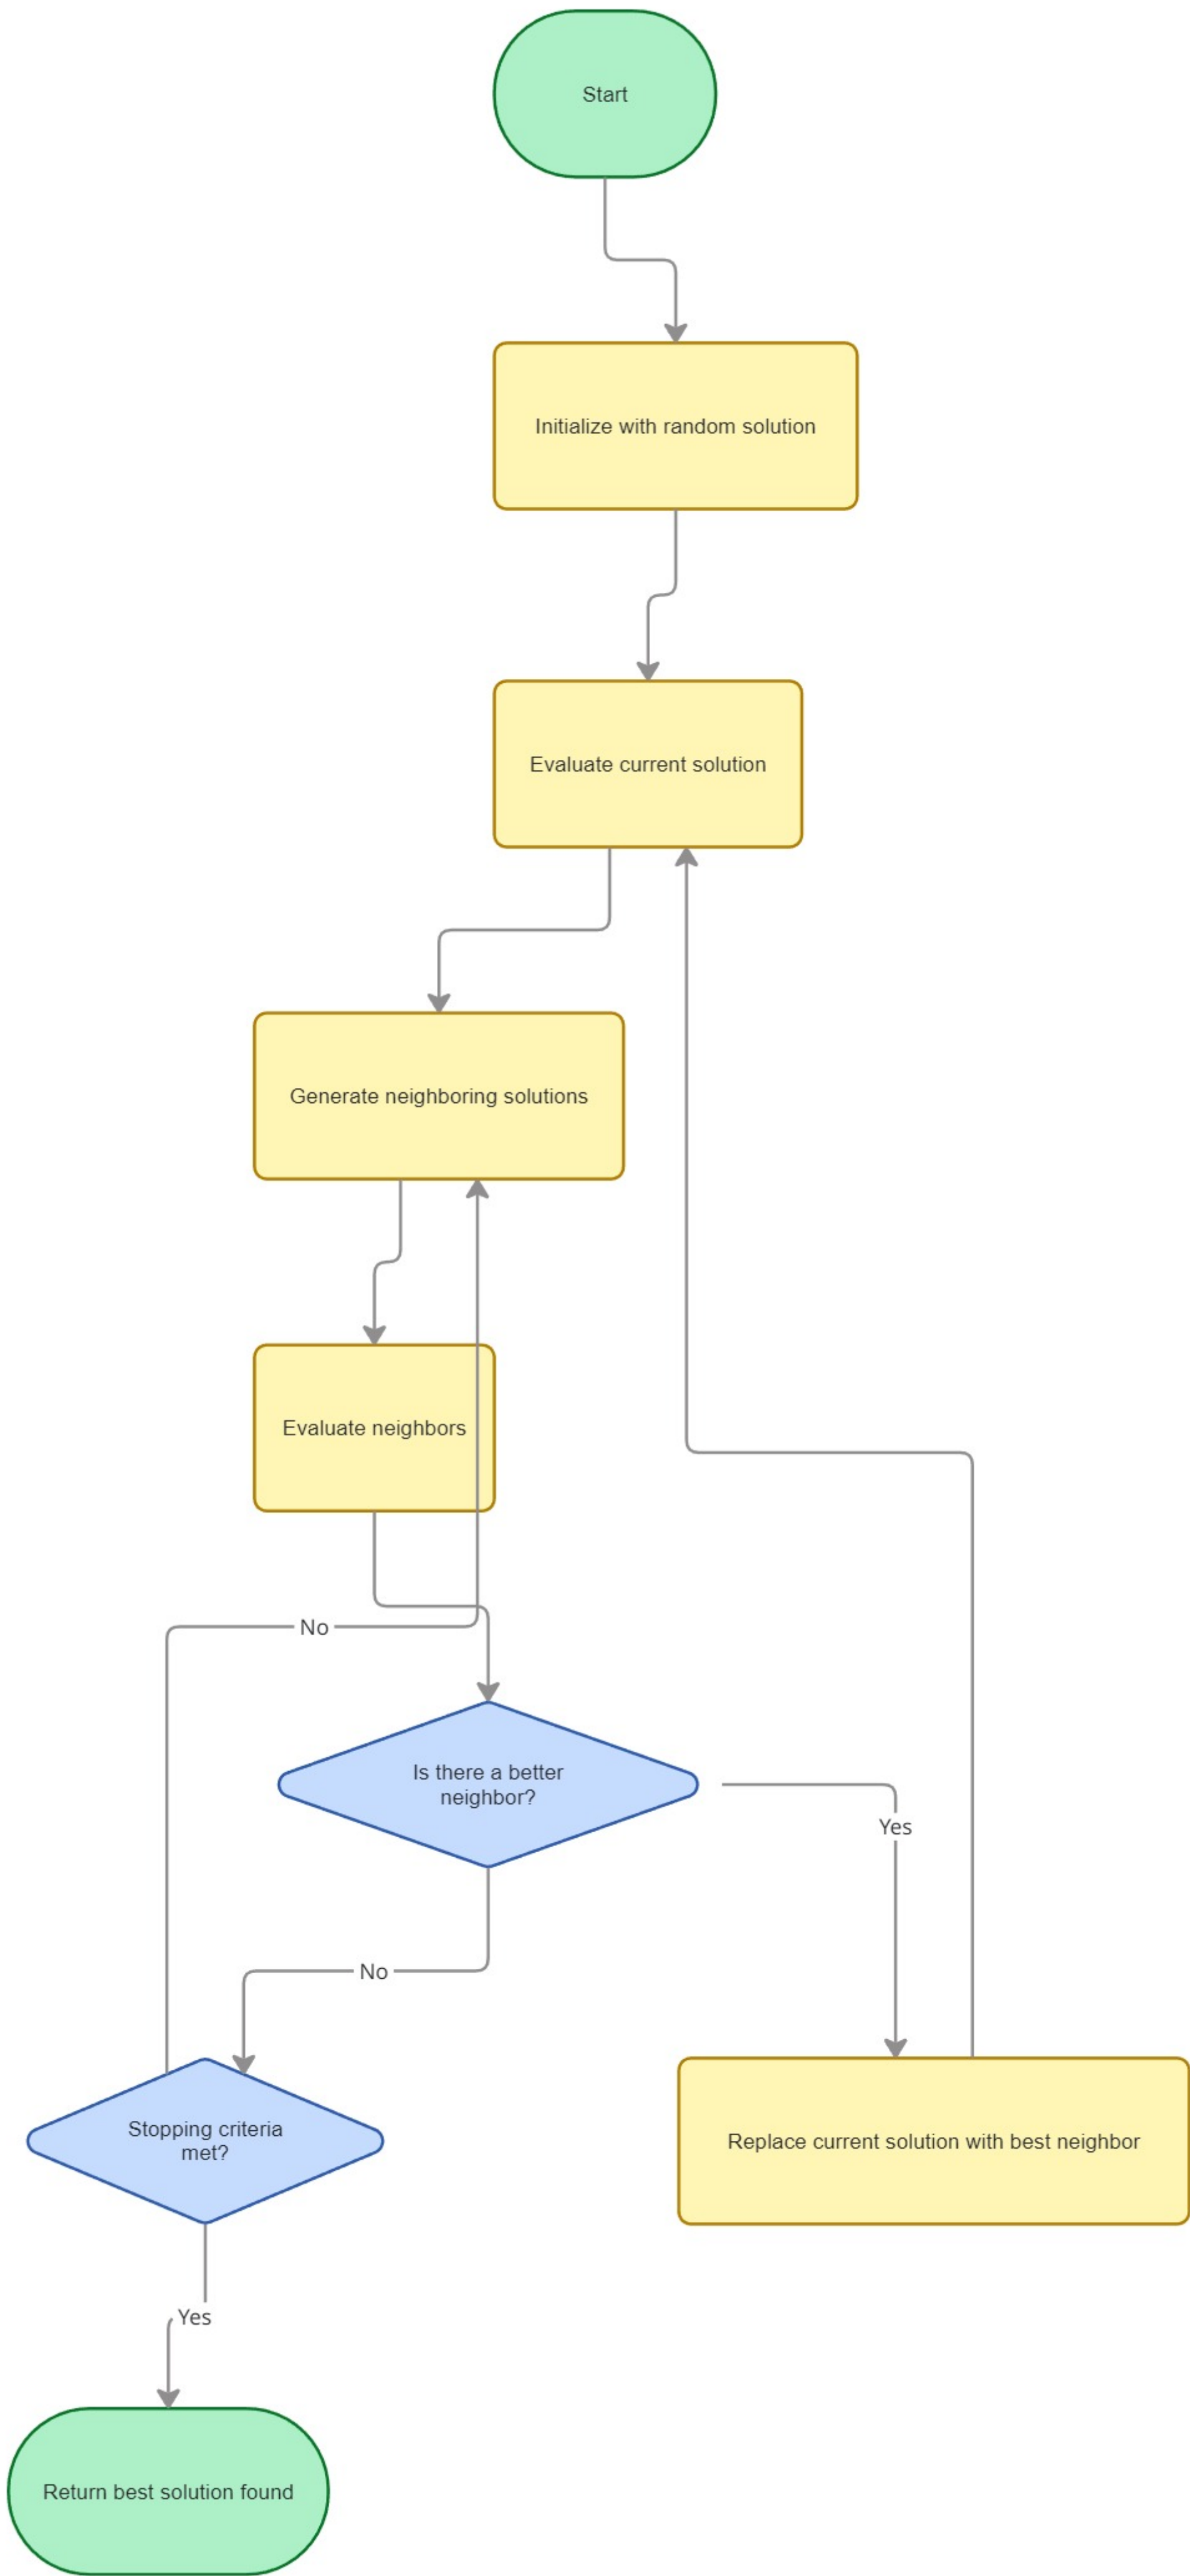 Start
Initialize with random solution
Evaluate current solution
Generate neighboring solutions
Evaluate neighbors
No
Is there a better
neighbor?
Yes
No
Stopping criteria
met?
Replace current solution with best neighbor
Yes
Return best solution found